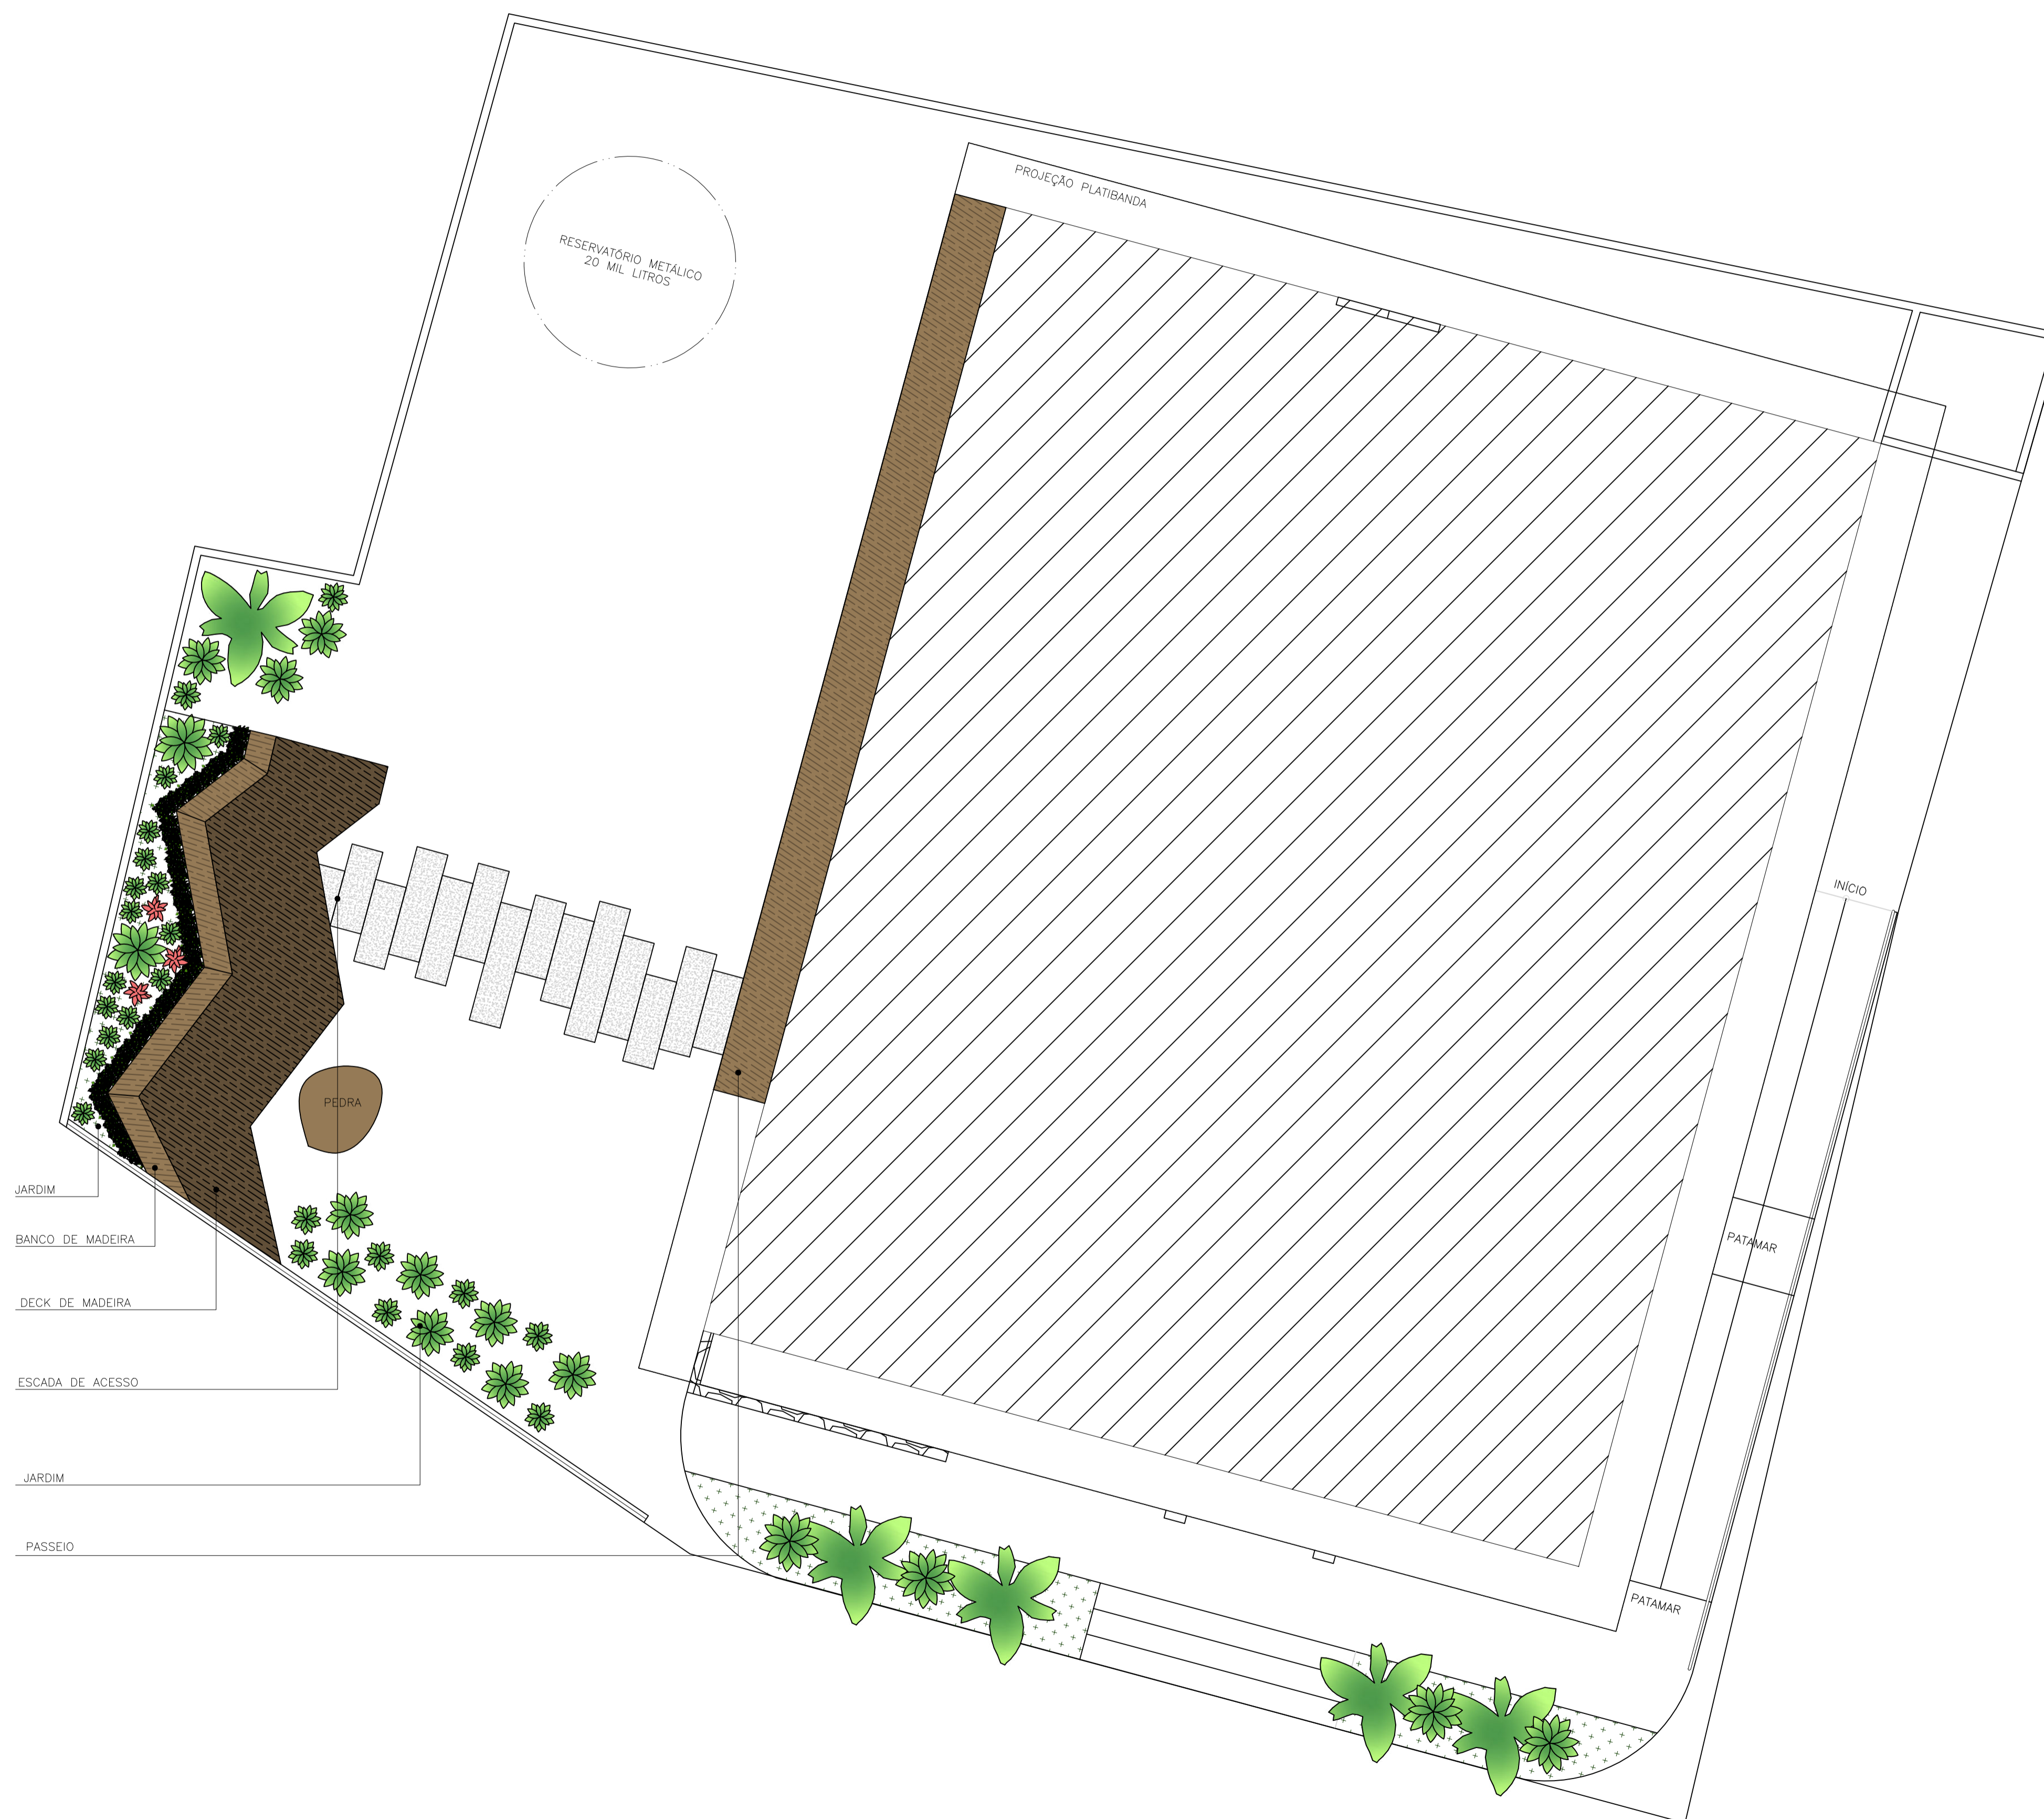 PROJEÇÃO PLATIBANDA
RESERVATÓRIO METÁLICO
20 MIL LITROS
INÍCIO
PEDRA
JARDIM
BANCO DE MADEIRA
PATAMAR
DECK DE MADEIRA
ESCADA DE ACESSO
JARDIM
PASSEIO
PATAMAR